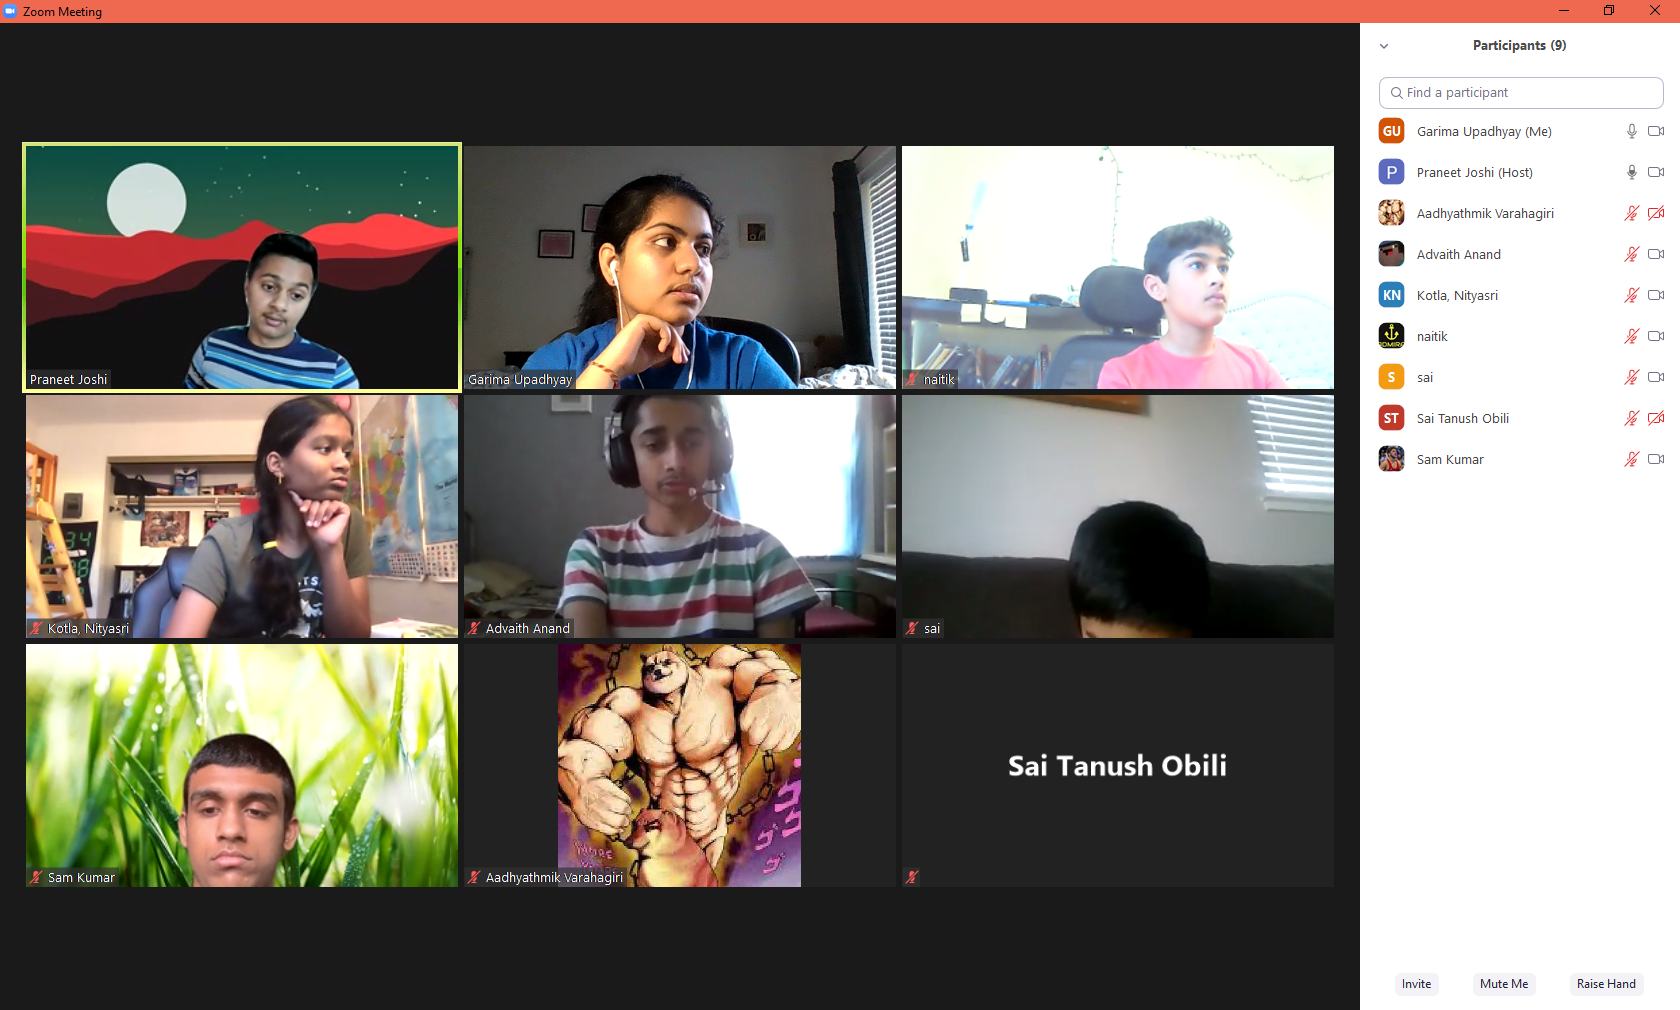 Zoom Meeting
Participants (9)
Find a participant
GU Garima Upadhyay (Me)
P Praneet Joshi (Host)
Aadhyathmik Varahagiri
Advaith Anand
KN Kotla, Nityasri
naitik
S sai
ST Sai Tanush Obili
Sam Kumar
Praneet Joshi
Garima Upadhyay
naitik
Kotla, Nityasri
Advaith Anand
sai
Sam Kumar
Aadhyathmik Varahagiri
Sai Tanush Obili
Invite
Mute Me
Raise Hand